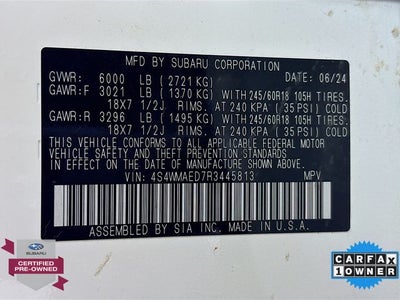 MFD BY SUBARU CORPORATION
GVWR: 6000 LB (2721 KG) DATE: 06/24
GAWR:F 3021 LB (1370 KG) WITH 245/60R18 105H TIRES.
18X7 1/2J RIMS. AT 240 KPA (35 PSI) COLD
GAWR:R 3296 LB (1495 KG) WITH 245/60R18 105H TIRES.
18X7 1/2J RIMS. AT 240 KPA (35 PSI) COLD
THIS VEHICLE CONFORMS TO ALL APPLICABLE FEDERAL MOTOR
VEHICLE SAFETY AND THEFT PREVENTION STANDARDS
IN EFFECT ON THE DATE OF MANUFACTURE SHOWN ABOVE.
VIN: 4S4WMAED7R3445813 MPV
ASSEMBLED BY SIA INC. MADE IN U.S.A.
SUBARU
CERTIFIED
PRE-OWNED
CARFAX
1 OWNER